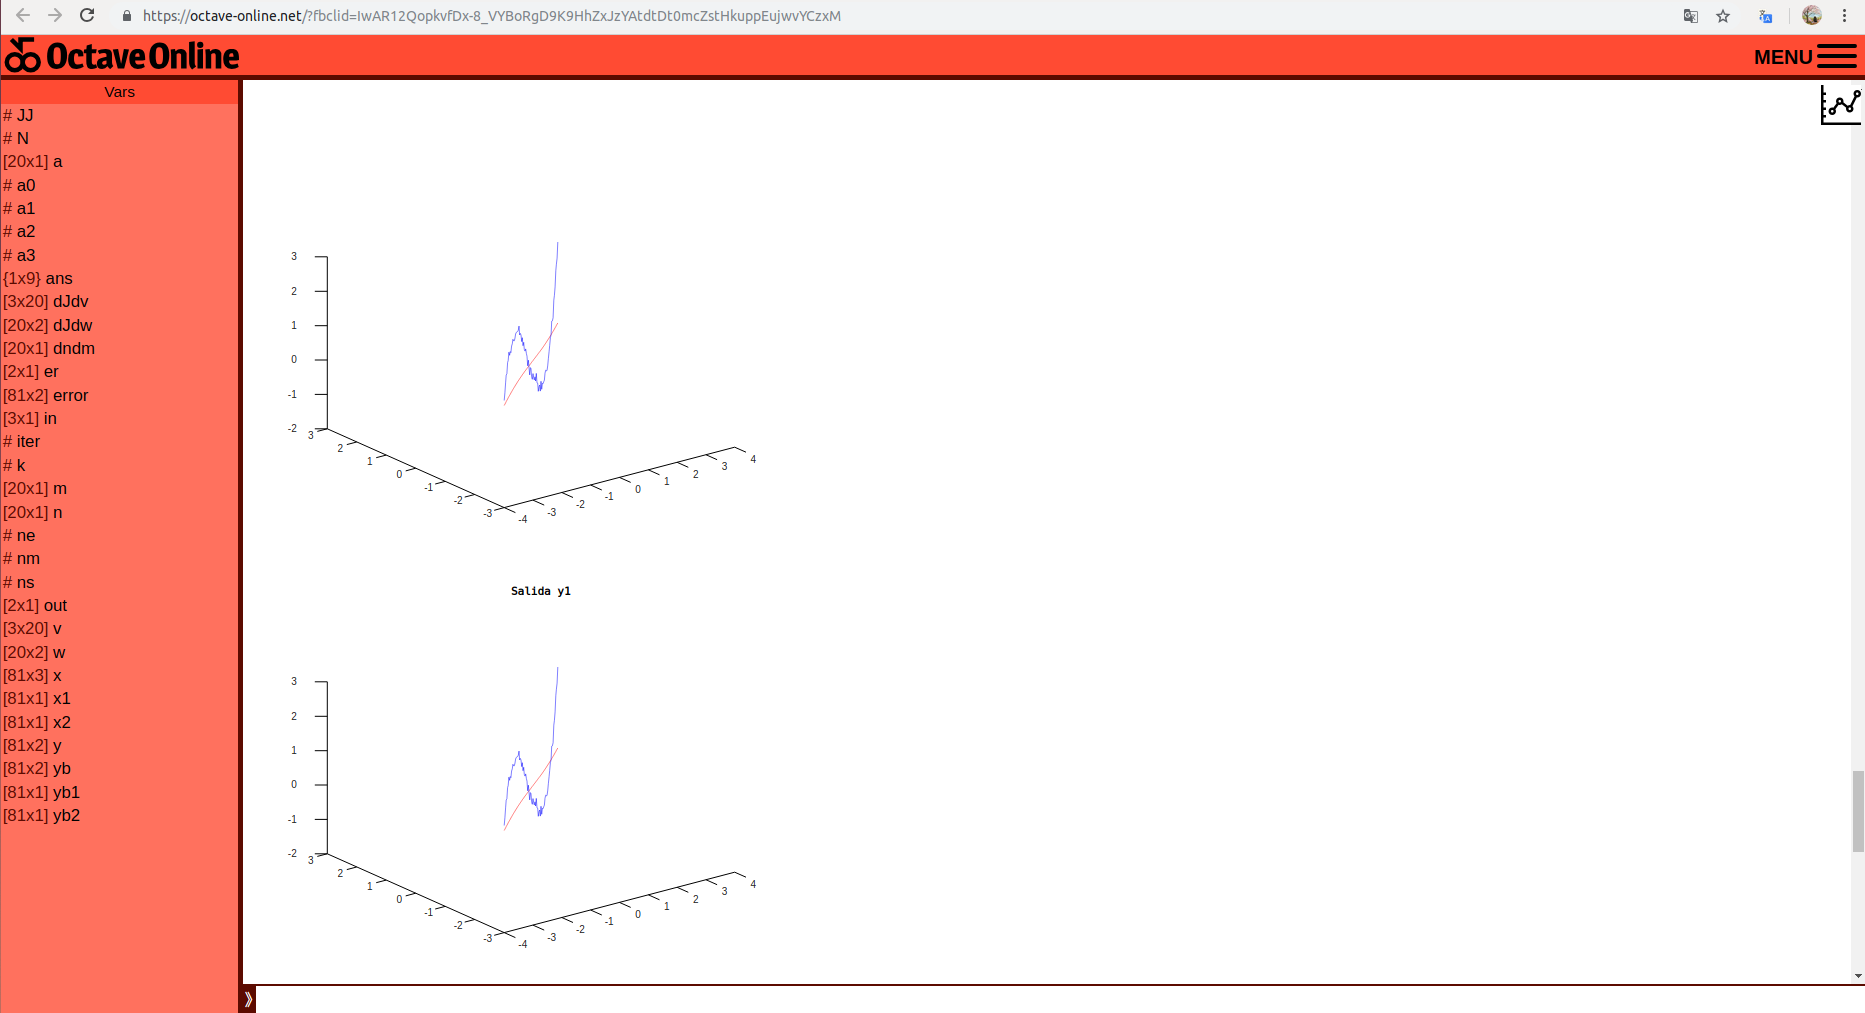 https://octave-online.net/?fbclid=IwAR12QopkvfDx-8_VYBoRgD9K9HhZxJzYAtdtDt0mcZstHkuppEujwvYCzxM
Octave Online
MENU
Vars
# JJ
# N
[20x1] a
# a0
# a1
# a2
# a3
{1x9} ans
[3x20] dJdv
[20x2] dJdw
[20x1] dndm
[2x1] er
[81x2] error
[3x1] in
# iter
# k
[20x1] m
[20x1] n
# ne
# nm
# ns
[2x1] out
[3x20] v
[20x2] w
[81x3] x
[81x1] x1
[81x1] x2
[81x2] y
[81x2] yb
[81x1] yb1
[81x1] yb2
3
2
1
0
-1
-2
3
2
1
0
-1
-2
-3
-4
-3
-2
-1
0
1
2
3
4
Salida y1
3
2
1
0
-1
-2
3
2
1
0
-1
-2
-3
-4
-3
-2
-1
0
1
2
3
4